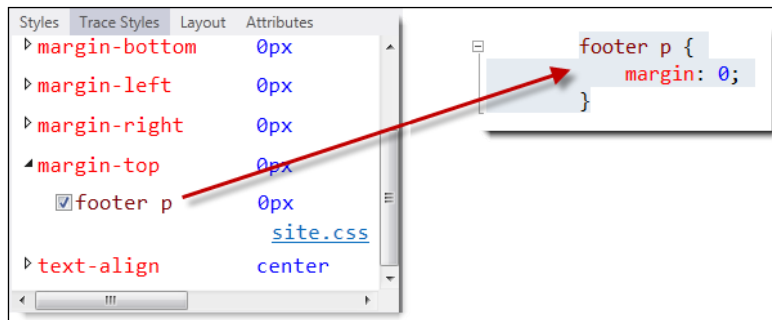 Styles Trace Styles Layout Attributes
margin-bottom 0px
margin-left 0px
margin-right 0px
margin-top 0px
footer p 0px
site.css
text-align center
footer p {
margin: 0;
}